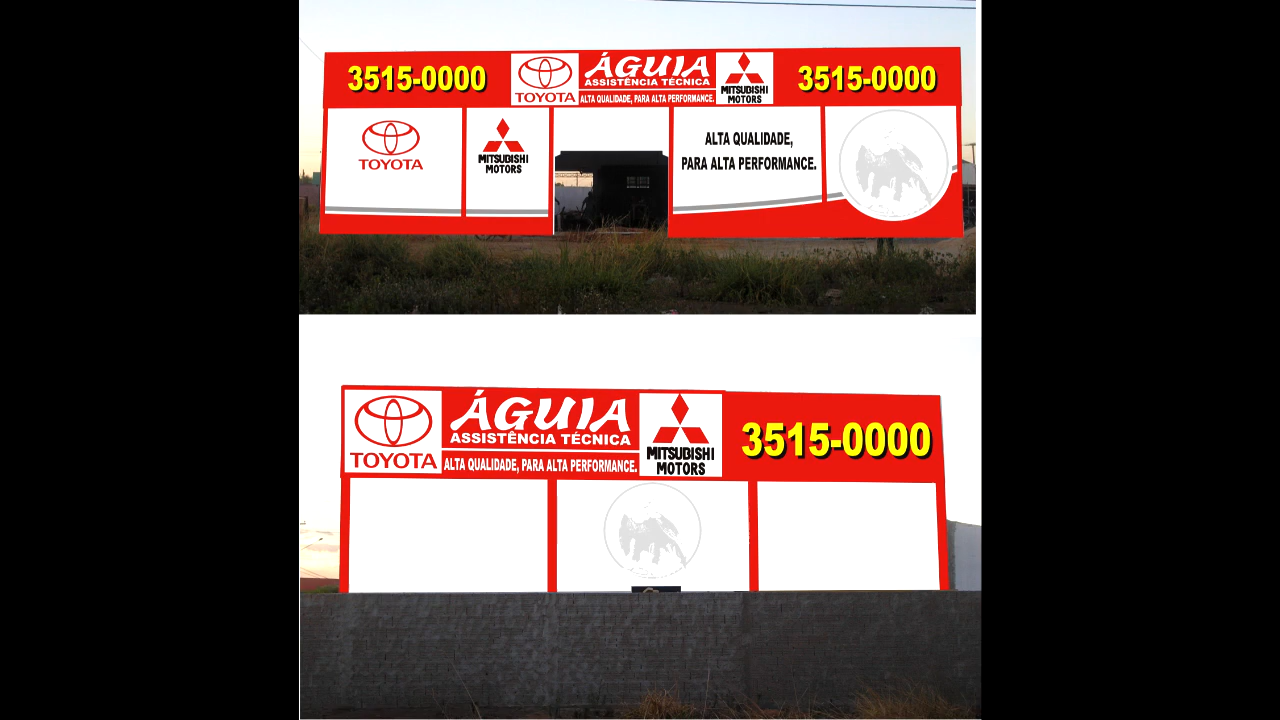 3515-0000
TOYOTA
ÁGUIA
ASSISTÊNCIA TÉCNICA
ALTA QUALIDADE, PARA ALTA PERFORMANCE.
MITSUBISHI
MOTORS
3515-0000
TOYOTA
MITSUBISHI
MOTORS
ALTA QUALIDADE,
PARA ALTA PERFORMANCE.
TOYOTA
ÁGUIA
ASSISTÊNCIA TÉCNICA
ALTA QUALIDADE, PARA ALTA PERFORMANCE.
MITSUBISHI
MOTORS
3515-0000